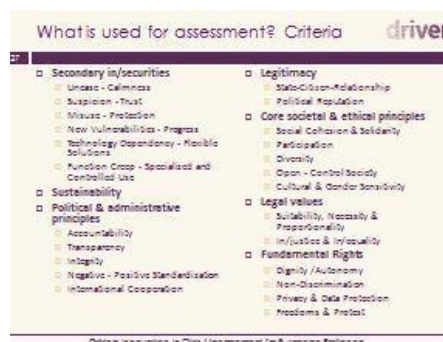 What is used for assessment? Criteria
driver
27
Secondary in/securities
Unease - Calmness
Suspicion - Trust
Misuse - Protection
New Vulnerabilities - Progress
Technology Dependency - Flexible
Solutions
Function Creep - Specialised and
Controlled Use
Sustainability
Political & administrative
principles
Accountability
Transparency
Integrity
Negative - Positive Standardisation
International Cooperation
Legitimacy
State-Citizen-Relationship
Political Reputation
Core societal & ethical principles
Social Cohesion & Solidarity
Participation
Diversity
Open - Control Society
Cultural & Gender Sensitivity
Legal values
Suitability, Necessity &
Proportionality
In/justice & In/equality
Fundamental Rights
Dignity /Autonomy
Non-Discrimination
Privacy & Data Protection
Freedoms & Protest